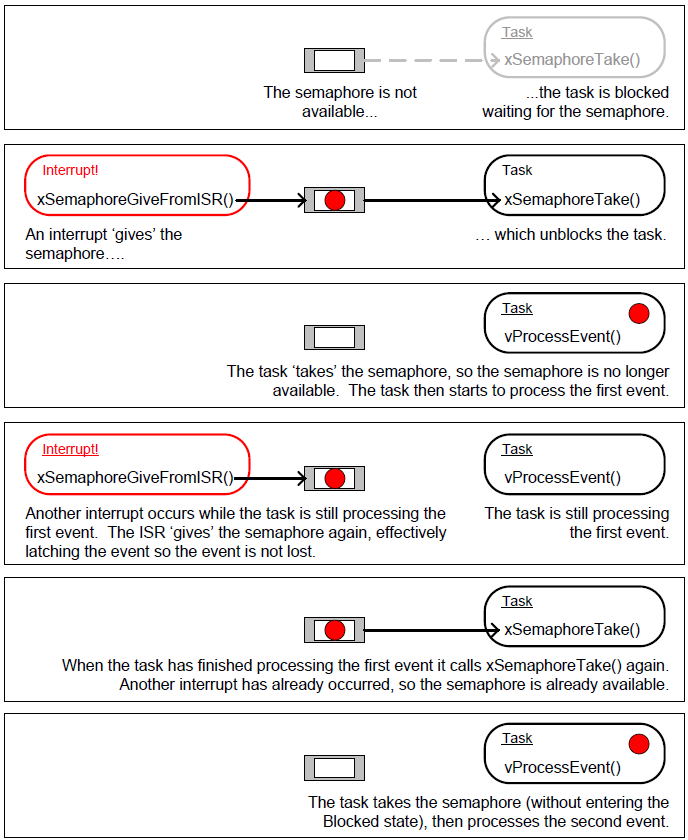 Task
xSemaphoreTake()
The semaphore is not
available...
...the task is blocked
waiting for the semaphore.
Interrupt!
xSemaphoreGiveFromISR()
Task
xSemaphoreTake()
An interrupt ‘gives’ the
semaphore….
… which unblocks the task.
Task
vProcessEvent()
The task ‘takes’ the semaphore, so the semaphore is no longer
available.  The task then starts to process the first event.
Interrupt!
xSemaphoreGiveFromISR()
Task
vProcessEvent()
Another interrupt occurs while the task is still processing the
first event.  The ISR ‘gives’ the semaphore again, effectively
latching the event so the event is not lost.
The task is still processing
the first event.
Task
xSemaphoreTake()
When the task has finished processing the first event it calls xSemaphoreTake() again.
Another interrupt has already occurred, so the semaphore is already available.
Task
vProcessEvent()
The task takes the semaphore (without entering the
Blocked state), then processes the second event.